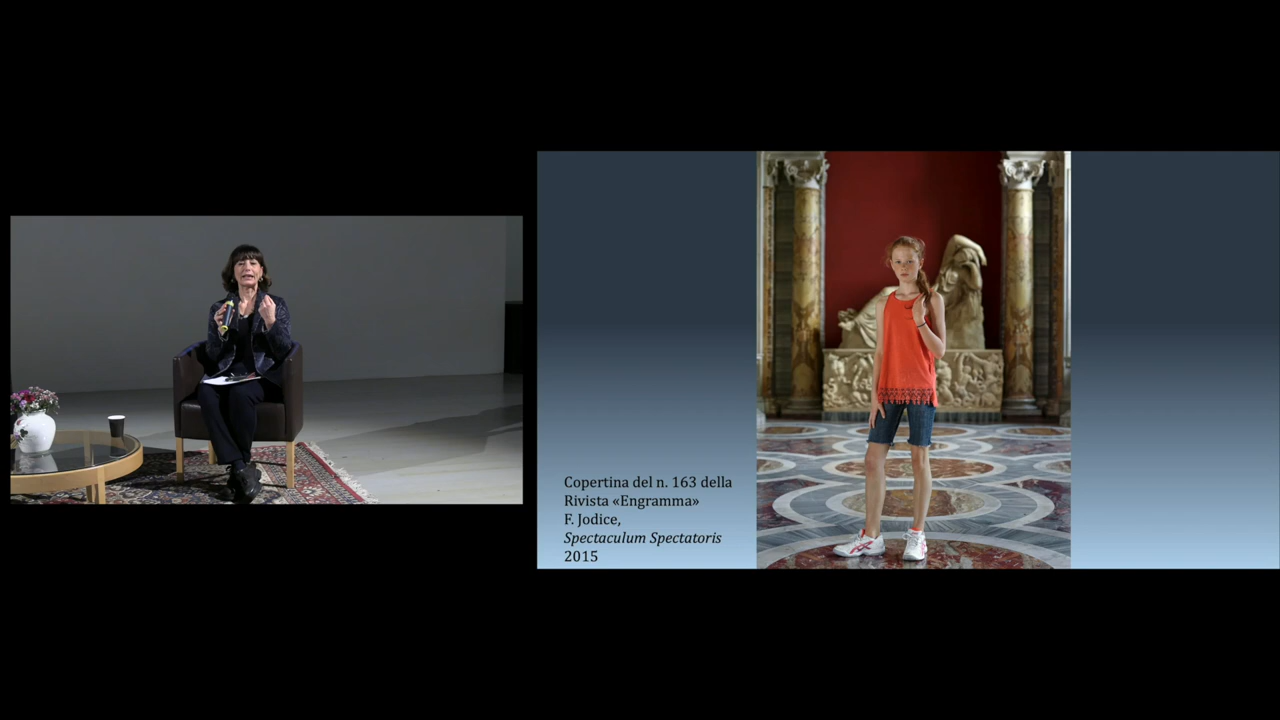 Copertina del n. 163 della
Rivista «Engramma»
F. Jodice,
Spectaculum Spectatoris
2015